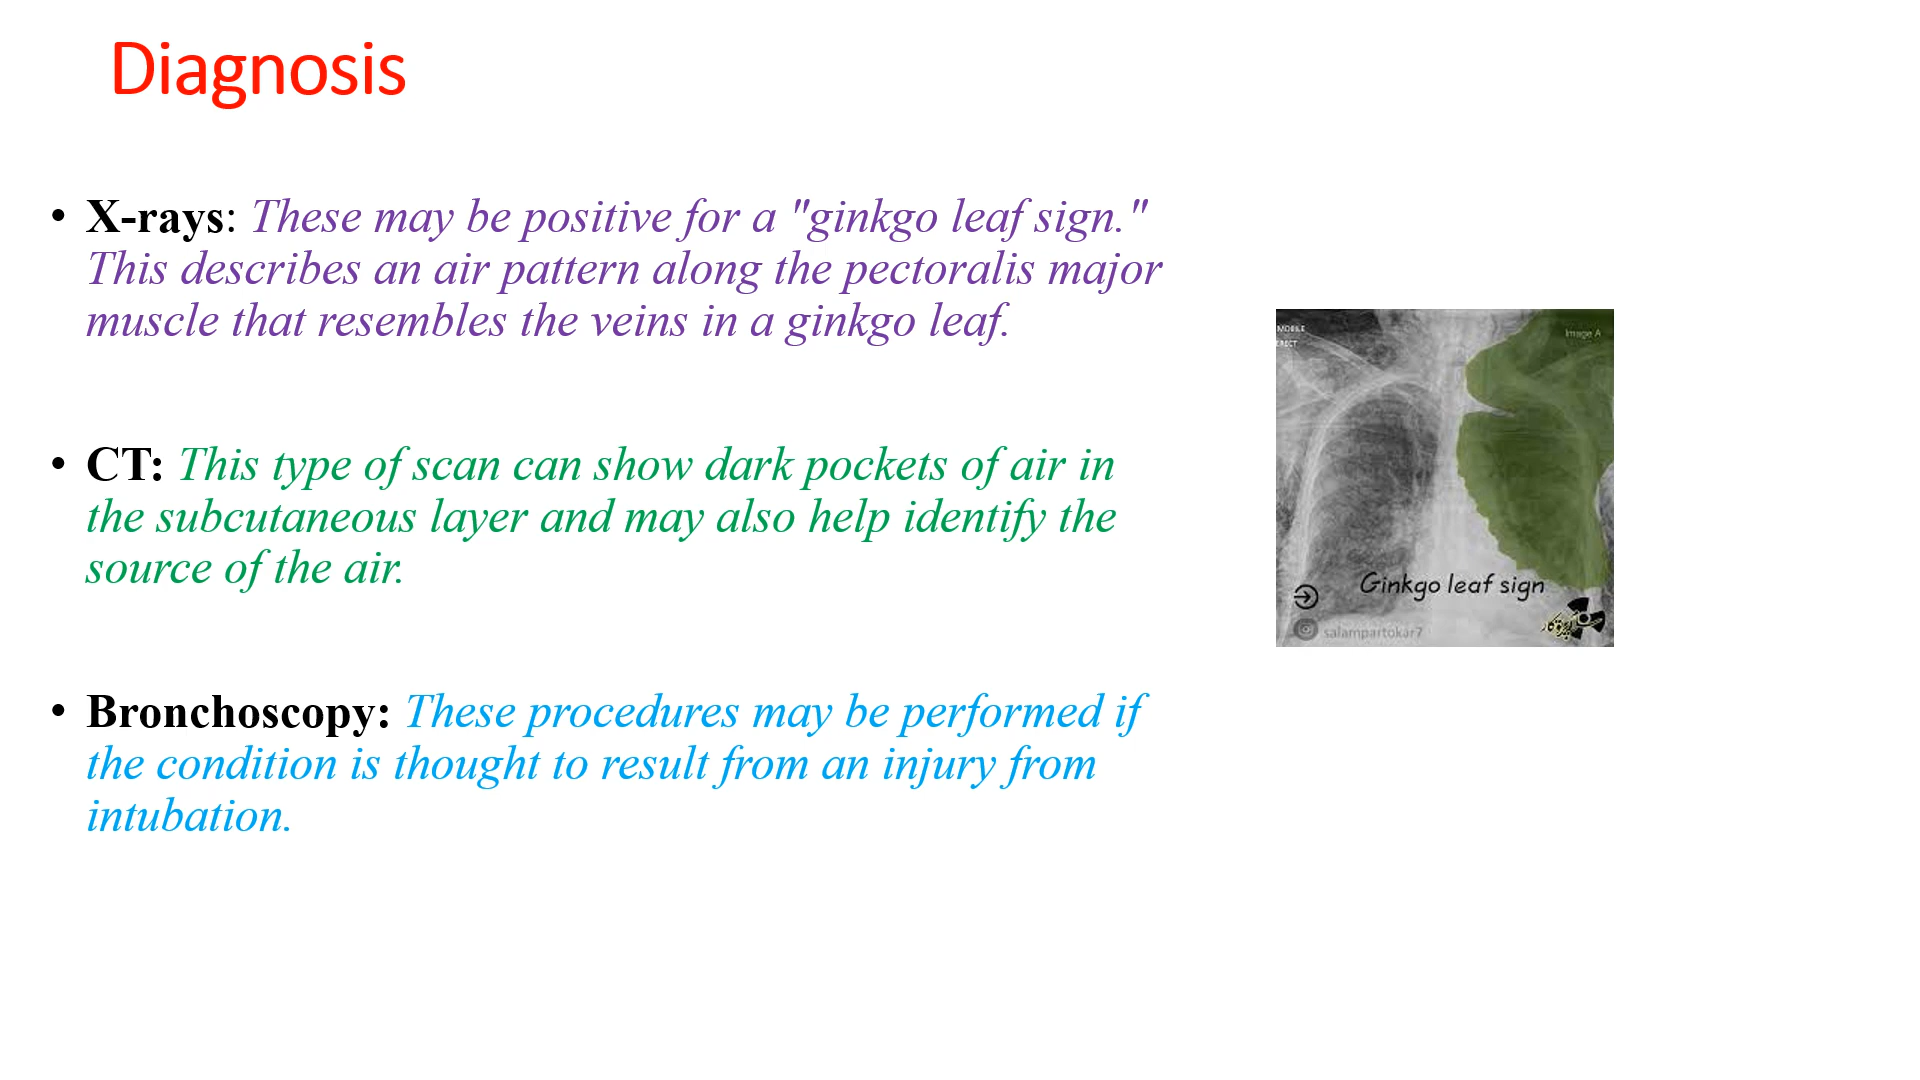 Diagnosis
• X-rays: These may be positive for a "ginkgo leaf sign."
This describes an air pattern along the pectoralis major
muscle that resembles the veins in a ginkgo leaf.
• CT: This type of scan can show dark pockets of air in
the subcutaneous layer and may also help identify the
source of the air.
• Bronchoscopy: These procedures may be performed if
the condition is thought to result from an injury from
intubation.
MOBILE
ERECT
Image A
Ginkgo leaf sign
salampartokar7